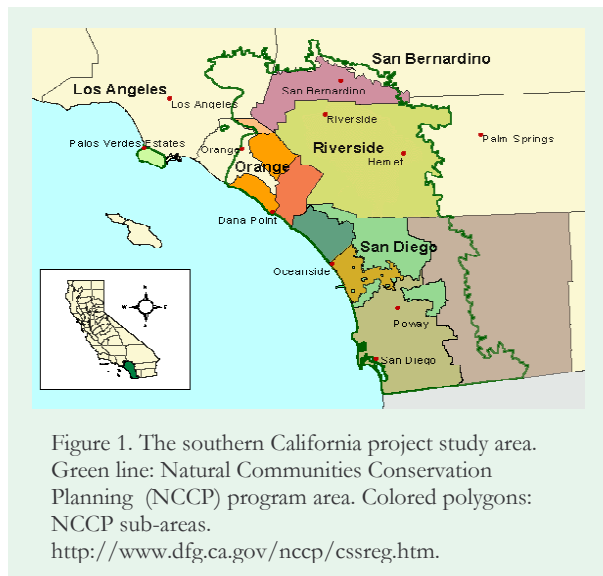 San Bernardino
Los Angeles
San Bernardino
Los Angeles
Riverside
Palm Springs
Palos Verdes Estates
Orange
Riverside
Hemet
Orange
Dana Point
San Diego
Oceanside
N
W E
S
Poway
San Diego
Figure 1. The southern California project study area.
Green line: Natural Communities Conservation
Planning (NCCP) program area. Colored polygons:
NCCP sub-areas.
http://www.dfg.ca.gov/nccp/cssreg.htm.